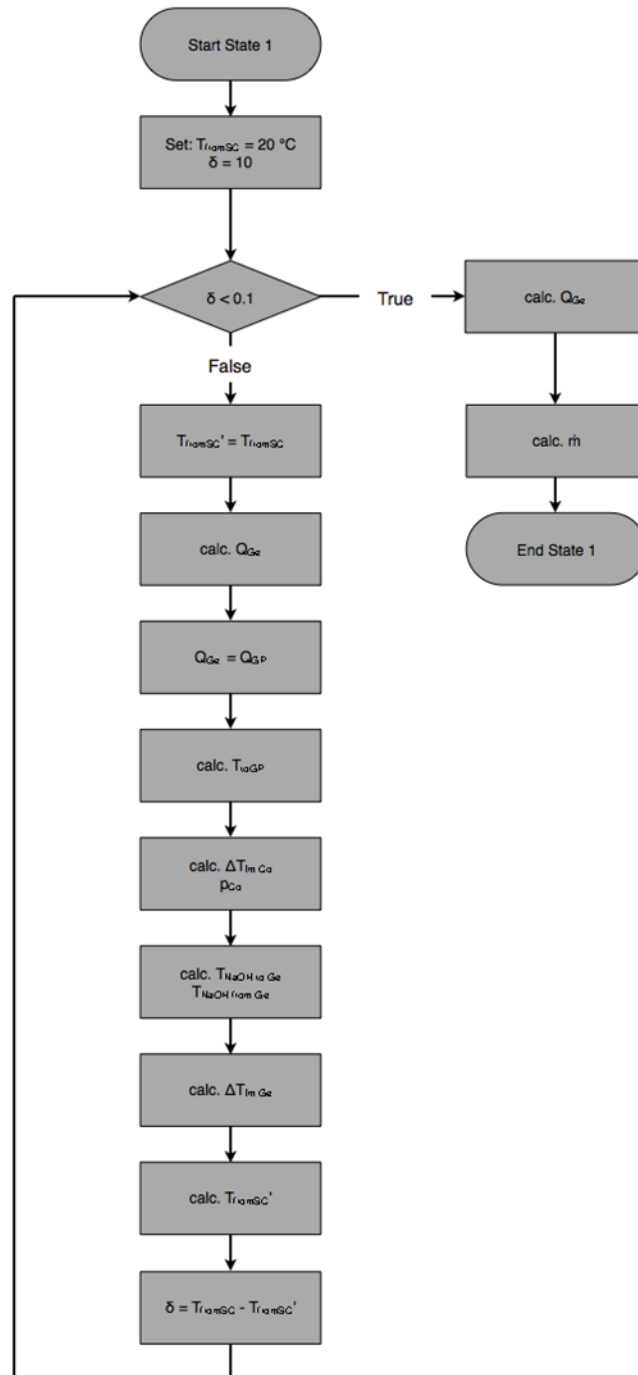 Start State 1
Set: TfromSC = 20 °C
δ = 10
δ < 0.1
True
calc. QGe
False
TfromSC' = TfromSC
calc. ṁ
calc. QGe
End State 1
QGe = QGP
calc. TtoGP
calc. ΔTlm Co
pCo
calc. TNaOH to Ge
TNaOH from Ge
calc. ΔTlm Ge
calc. TfromSC'
δ = TfromSC - TfromSC'